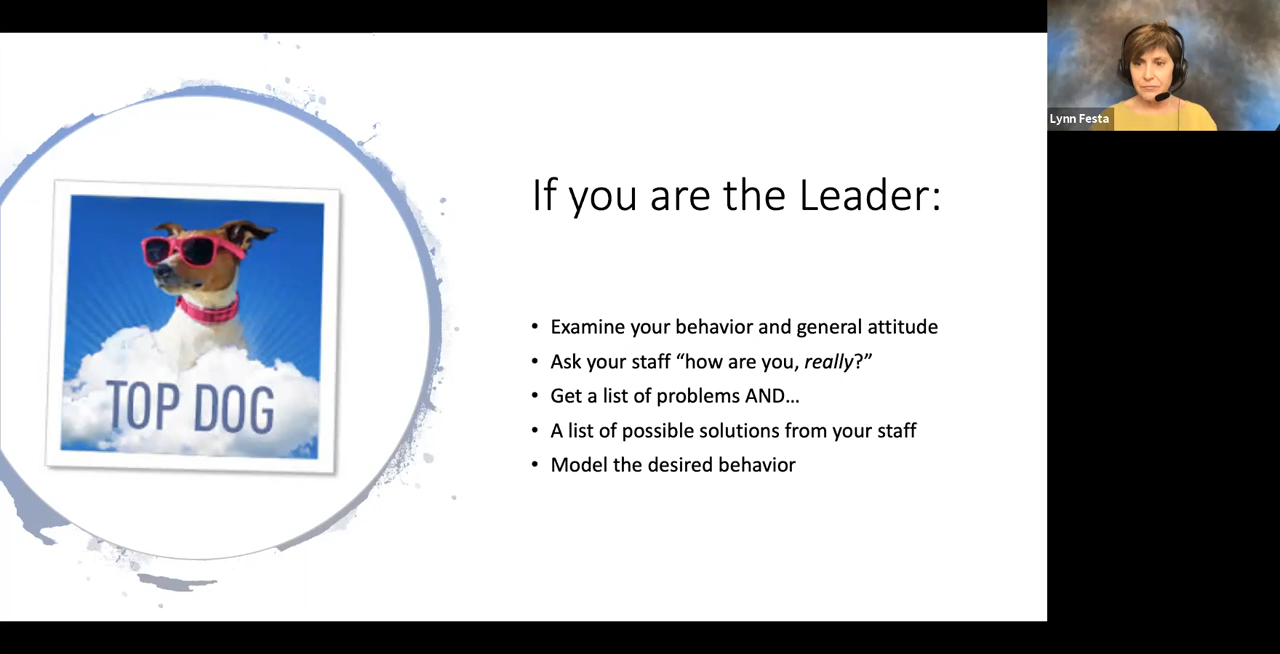 If you are the Leader:
• Examine your behavior and general attitude
• Ask your staff “how are you, really?”
• Get a list of problems AND…
• A list of possible solutions from your staff
• Model the desired behavior
TOP DOG
Lynn Festa